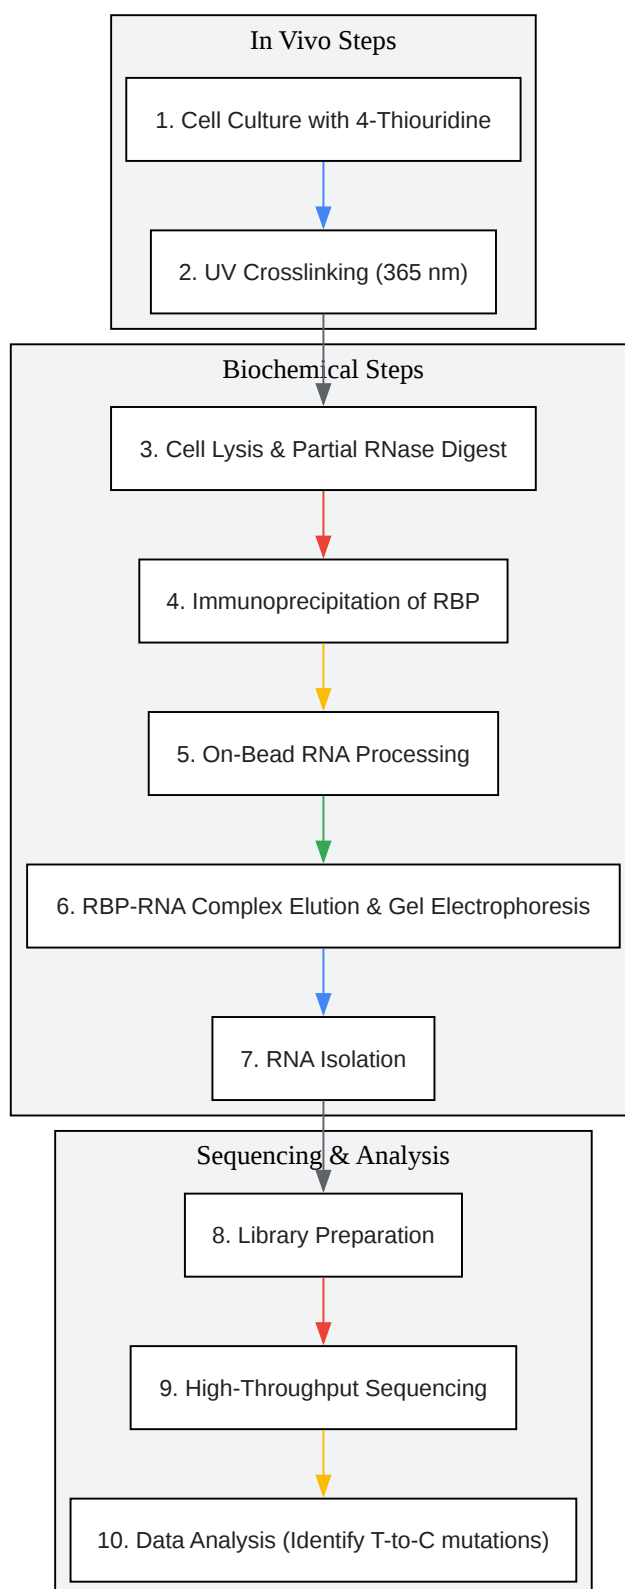 In Vivo Steps
1. Cell Culture with 4-Thiouridine
2. UV Crosslinking (365 nm)
Biochemical Steps
3. Cell Lysis & Partial RNase Digest
4. Immunoprecipitation of RBP
5. On-Bead RNA Processing
6. RBP-RNA Complex Elution & Gel Electrophoresis
7. RNA Isolation
Sequencing & Analysis
8. Library Preparation
9. High-Throughput Sequencing
10. Data Analysis (Identify T-to-C mutations)